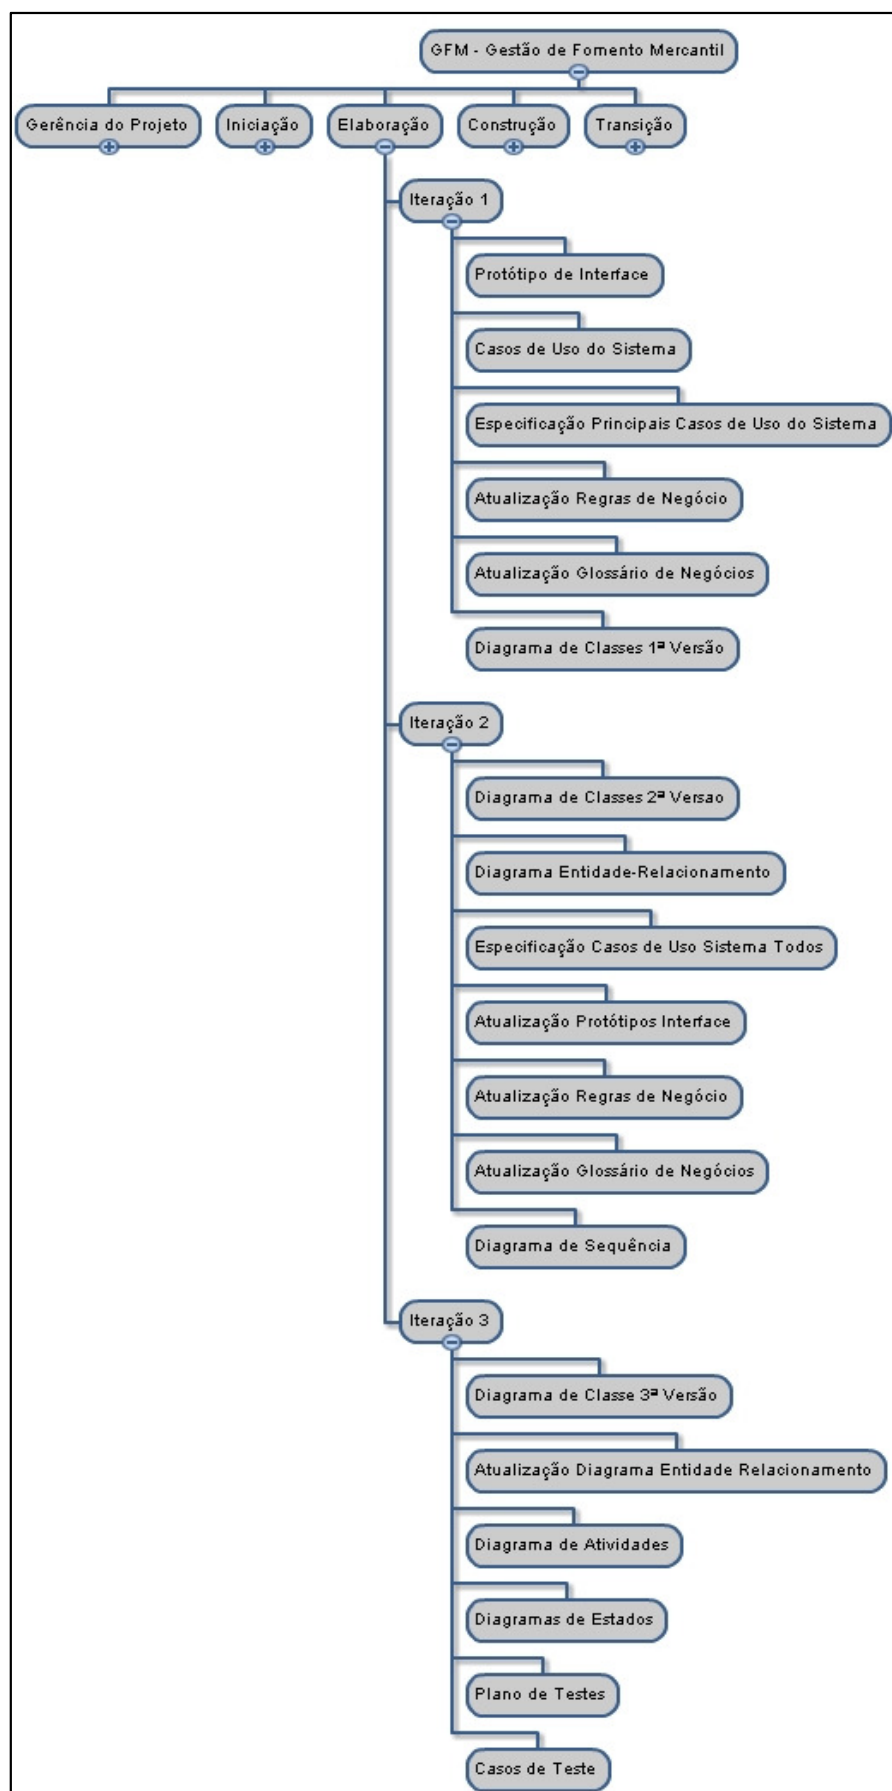 GFM - Gestão de Fomento Mercantil
Gerência do Projeto
Iniciação
Elaboração
Construção
Transição
Iteração 1
Protótipo de Interface
Casos de Uso do Sistema
Especificação Principais Casos de Uso do Sistema
Atualização Regras de Negócio
Atualização Glossário de Negócios
Diagrama de Classes 1ª Versão
Iteração 2
Diagrama de Classes 2ª Versao
Diagrama Entidade-Relacionamento
Especificação Casos de Uso Sistema Todos
Atualização Protótipos Interface
Atualização Regras de Negócio
Atualização Glossário de Negócios
Diagrama de Sequência
Iteração 3
Diagrama de Classe 3ª Versão
Atualização Diagrama Entidade Relacionamento
Diagrama de Atividades
Diagramas de Estados
Plano de Testes
Casos de Teste